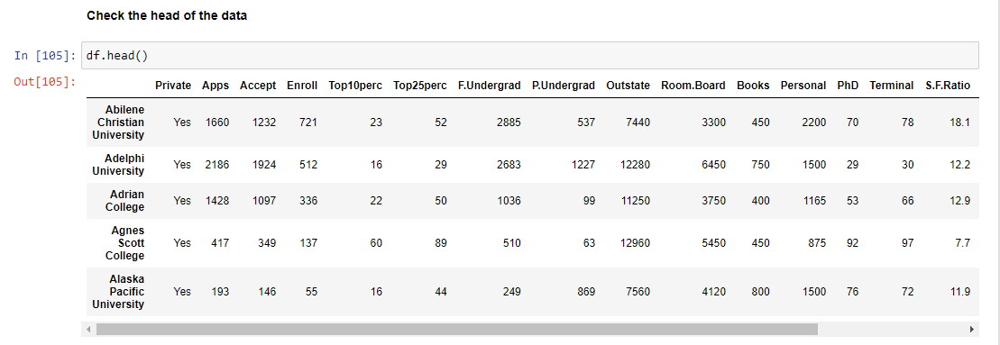 Check the head of the data
In [105]: df.head()
Out[105]:
Private Apps Accept Enroll Top10perc Top25perc F.Undergrad P.Undergrad Outstate Room.Board Books Personal PhD Terminal S.F.Ratio
Abilene
Christian
University
Yes 1660 1232 721 23 52 2885 537 7440 3300 450 2200 70 78 18.1
Adelphi
University
Yes 2186 1924 512 16 29 2683 1227 12280 6450 750 1500 29 30 12.2
Adrian
College
Yes 1428 1097 336 22 50 1036 99 11250 3750 400 1165 53 66 12.9
Agnes
Scott
College
Yes 417 349 137 60 89 510 63 12960 5450 450 875 92 97 7.7
Alaska
Pacific
University
Yes 193 146 55 16 44 249 869 7560 4120 800 1500 76 72 11.9